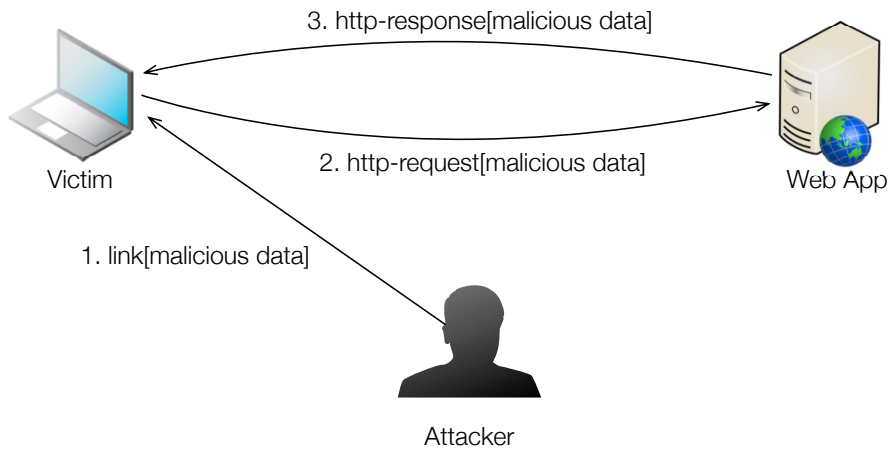 3. http-response[malicious data]
2. http-request[malicious data]
Victim
Web App
1. link[malicious data]
Attacker